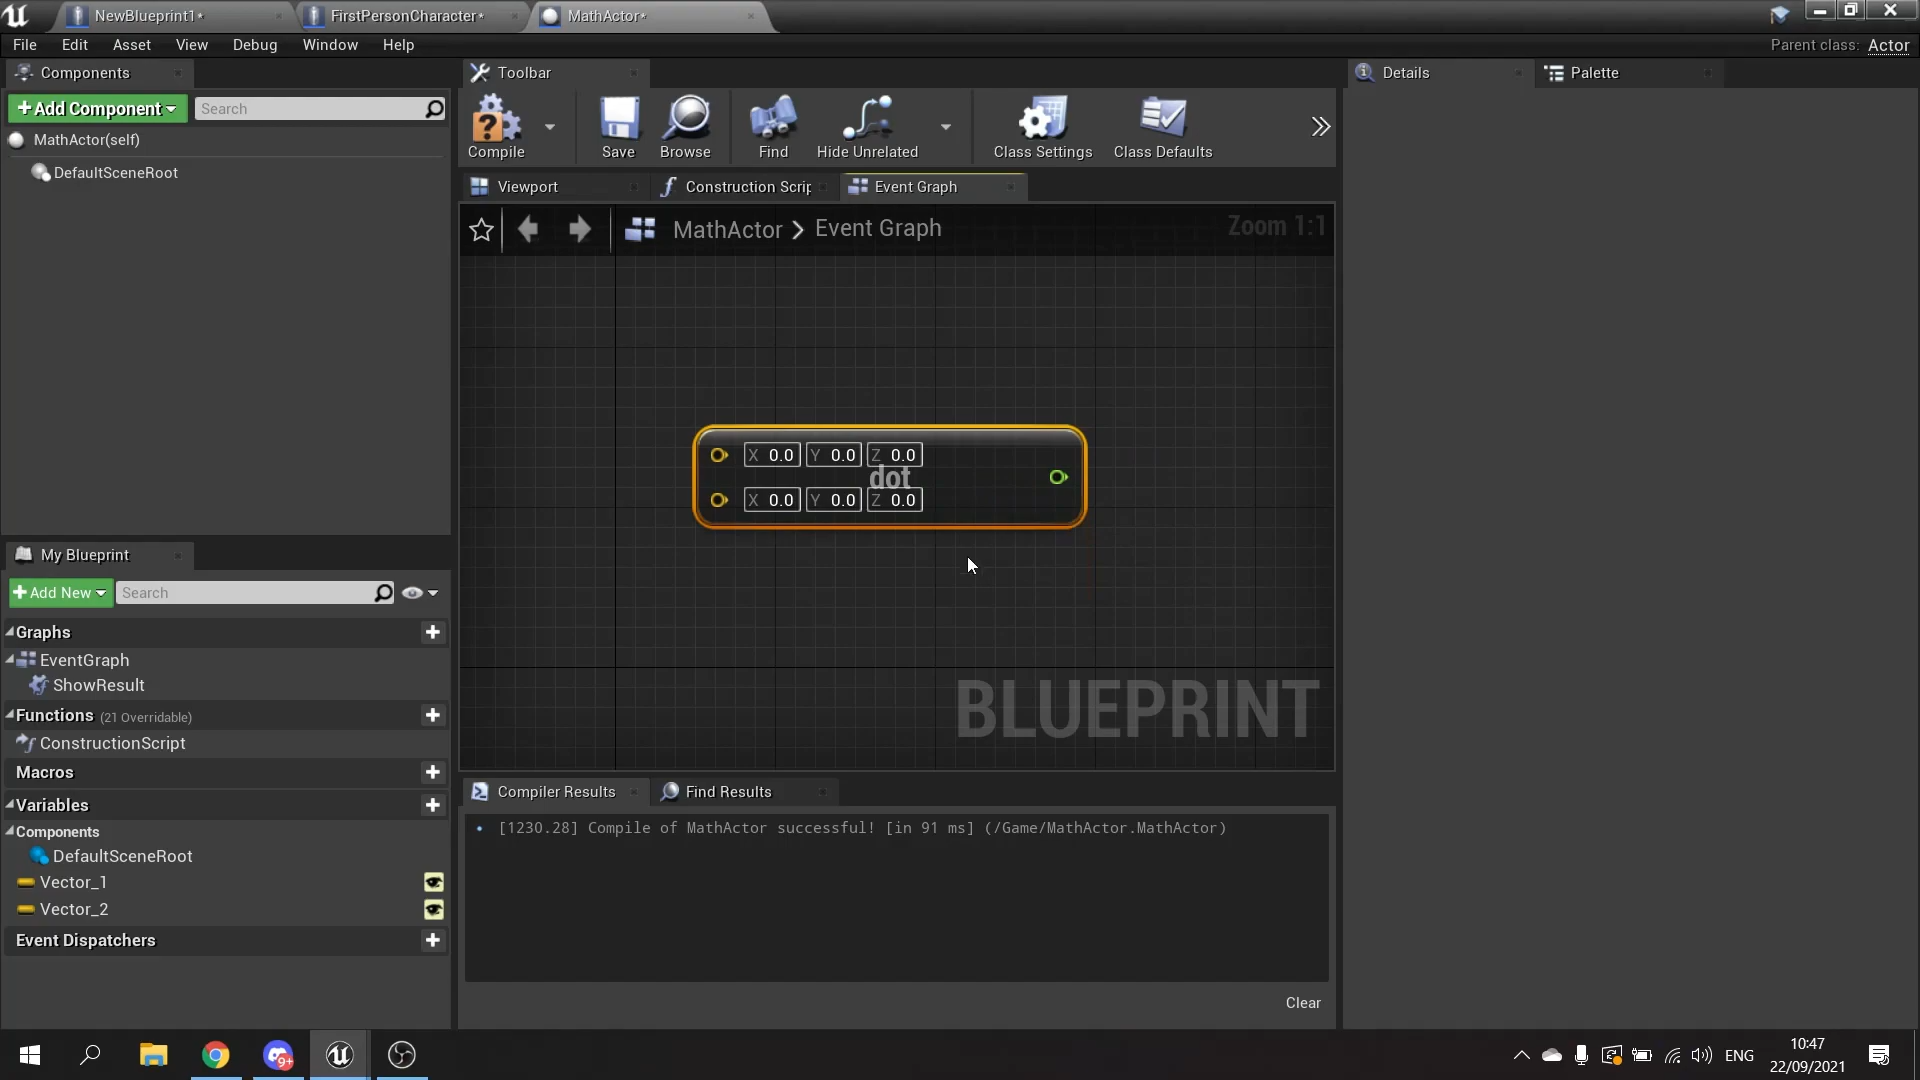 NewBlueprint1*
FirstPersonCharacter*
MathActor*
File Edit Asset View Debug Window Help
Parent class: Actor
Components
Add Component
Search
MathActor(self)
DefaultSceneRoot
Toolbar
Compile
Save
Browse
Find
Hide Unrelated
Class Settings
Class Defaults
Details
Palette
Viewport
Construction Scrip
Event Graph
MathActor > Event Graph
Zoom 1:1
X 0.0 Y 0.0 Z 0.0
dot
X 0.0 Y 0.0 Z 0.0
BLUEPRINT
My Blueprint
Add New
Search
Graphs
EventGraph
ShowResult
Functions (21 Overridable)
ConstructionScript
Macros
Variables
Components
DefaultSceneRoot
Vector_1
Vector_2
Event Dispatchers
Compiler Results
Find Results
[1230.28] Compile of MathActor successful! [in 91 ms] (/Game/MathActor.MathActor)
Clear
9+
ENG
10:47
22/09/2021